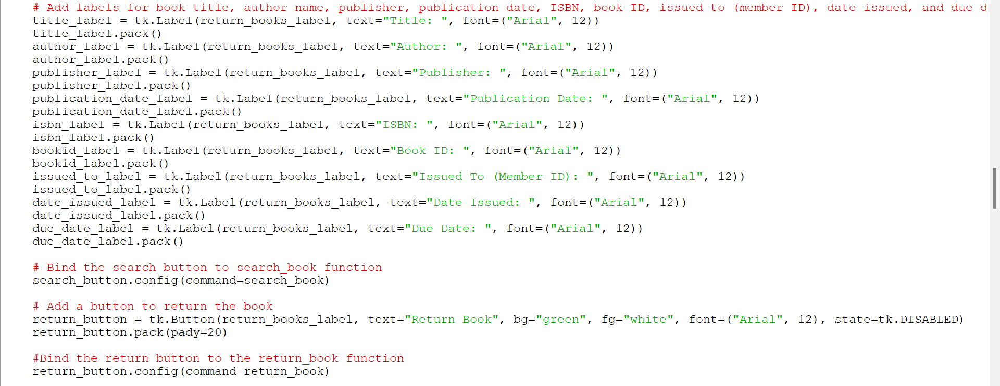 # Add labels for book title, author name, publisher, publication date, ISBN, book ID, issued to (member ID), date issued, and due d
title_label = tk.Label(return_books_label, text="Title: ", font=("Arial", 12))
title_label.pack()
author_label = tk.Label(return_books_label, text="Author: ", font=("Arial", 12))
author_label.pack()
publisher_label = tk.Label(return_books_label, text="Publisher: ", font=("Arial", 12))
publisher_label.pack()
publication_date_label = tk.Label(return_books_label, text="Publication Date: ", font=("Arial", 12))
publication_date_label.pack()
isbn_label = tk.Label(return_books_label, text="ISBN: ", font=("Arial", 12))
isbn_label.pack()
bookid_label = tk.Label(return_books_label, text="Book ID: ", font=("Arial", 12))
bookid_label.pack()
issued_to_label = tk.Label(return_books_label, text="Issued To (Member ID): ", font=("Arial", 12))
issued_to_label.pack()
date_issued_label = tk.Label(return_books_label, text="Date Issued: ", font=("Arial", 12))
date_issued_label.pack()
due_date_label = tk.Label(return_books_label, text="Due Date: ", font=("Arial", 12))
due_date_label.pack()
# Bind the search button to search_book function
search_button.config(command=search_book)
# Add a button to return the book
return_button = tk.Button(return_books_label, text="Return Book", bg="green", fg="white", font=("Arial", 12), state=tk.DISABLED)
return_button.pack(pady=20)
#Bind the return button to the return_book function
return_button.config(command=return_book)